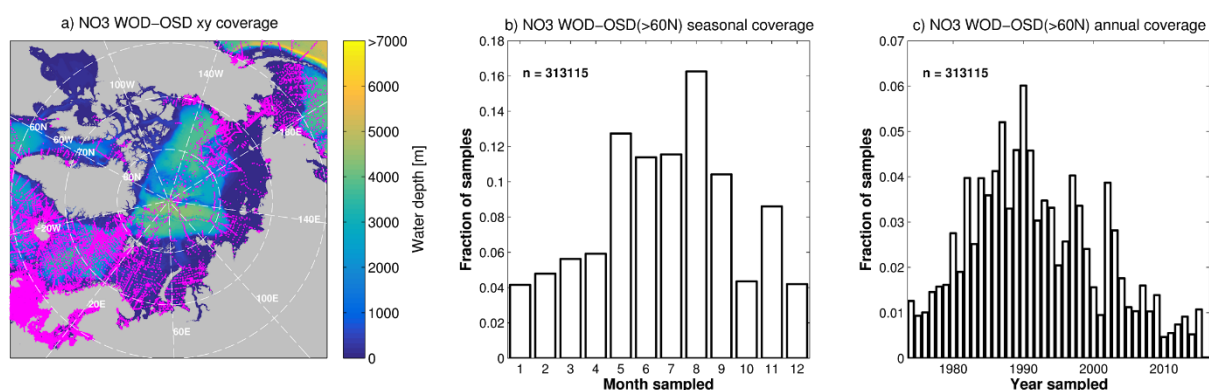 a) NO3 WOD−OSD xy coverage
140W
100W
60N
60W
70N
80N
160E
140E
20W
20E
60E
100E
>7000
6000
5000
4000
3000
2000
1000
0
Water depth [m]
b) NO3 WOD−OSD(>60N) seasonal coverage
n = 313115
0.18
0.16
0.14
0.12
0.1
0.08
0.06
0.04
0.02
0
Fraction of samples
1 2 3 4 5 6 7 8 9 10 11 12
Month sampled
c) NO3 WOD−OSD(>60N) annual coverage
n = 313115
0.07
0.06
0.05
0.04
0.03
0.02
0.01
0
Fraction of samples
1980 1990 2000 2010
Year sampled